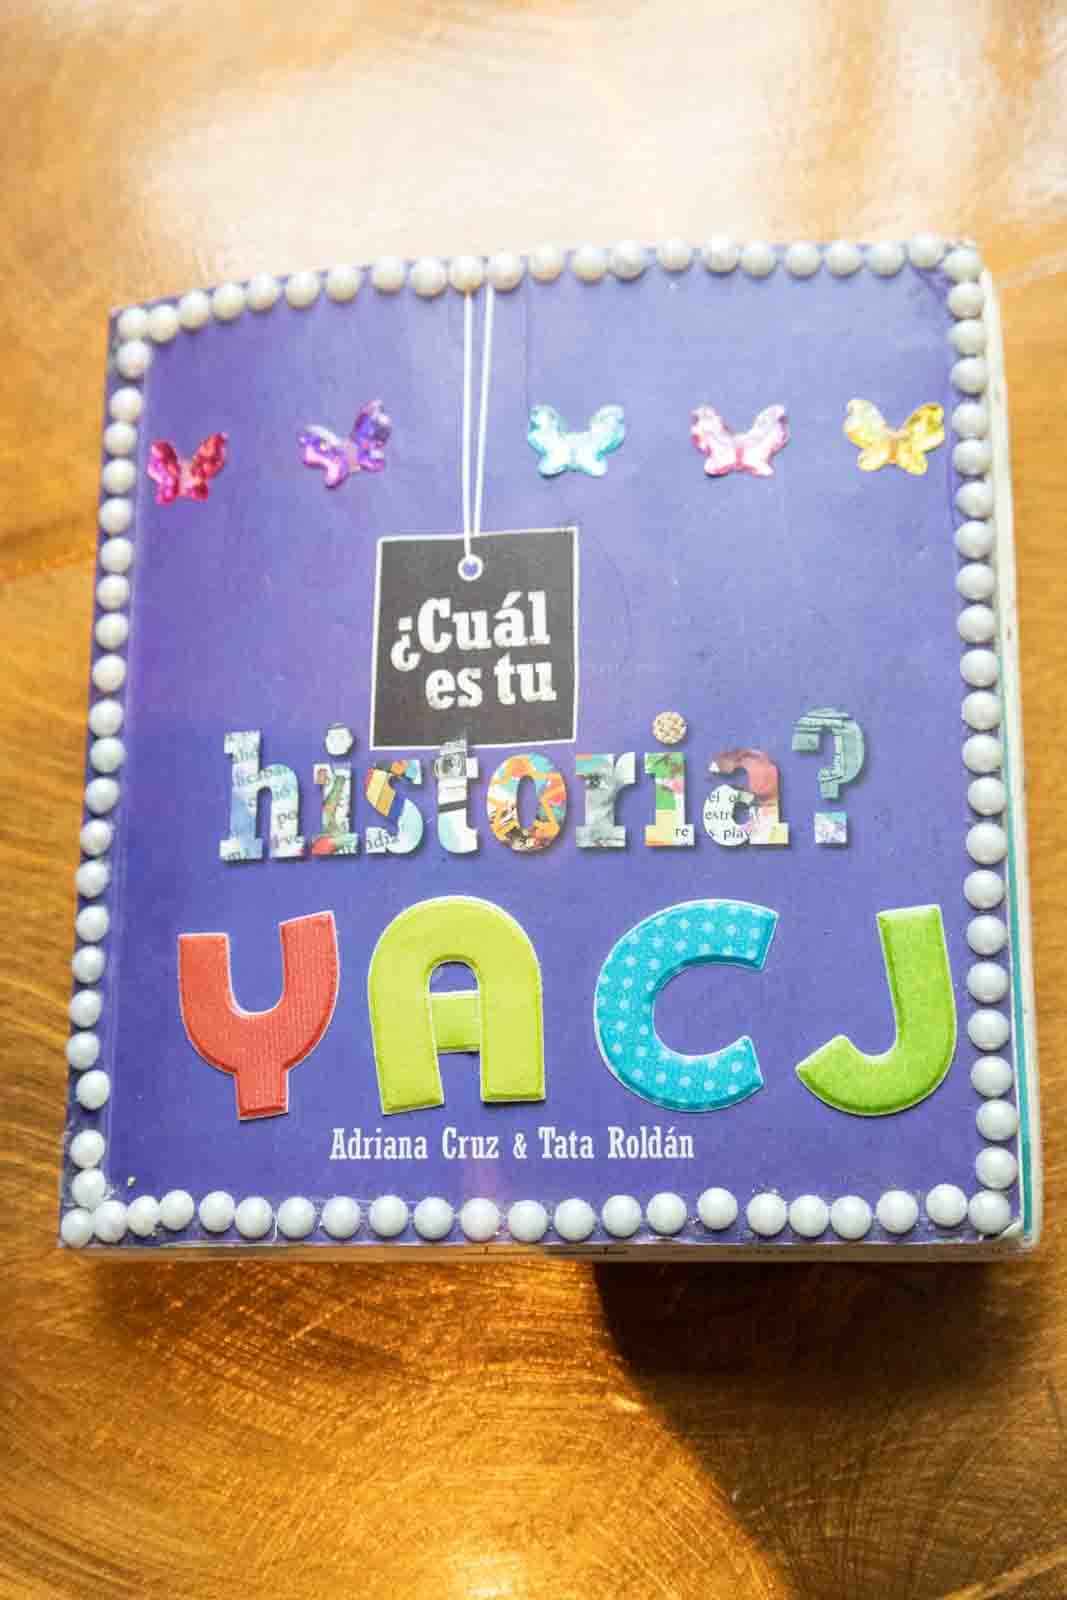 ¿Cuál
es tu
historia?
YACJ
Adriana Cruz & Tata Roldán